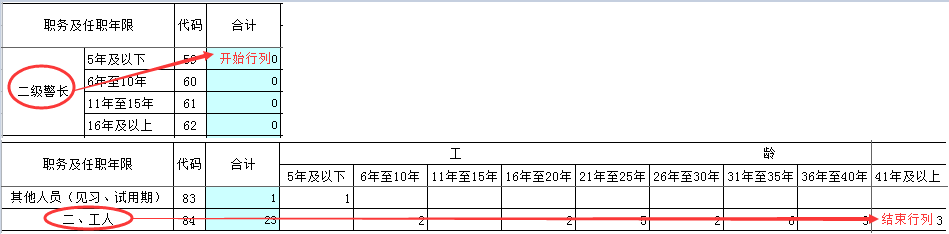 职务及任职年限 代码 合计
二级警长 5年及以下 59 开始行列 0
6年至10年 60 0
11年至15年 61 0
16年及以上 62 0
职务及任职年限 代码 合计 工 龄
5年及以下 6年至10年 11年至15年 16年至20年 21年至25年 26年至30年 31年至35年 36年至40年 41年及以上
其他人员（见习、试用期） 83 1 1
二、工人 84 23 2 2 5 2 6 3 结束行列 3